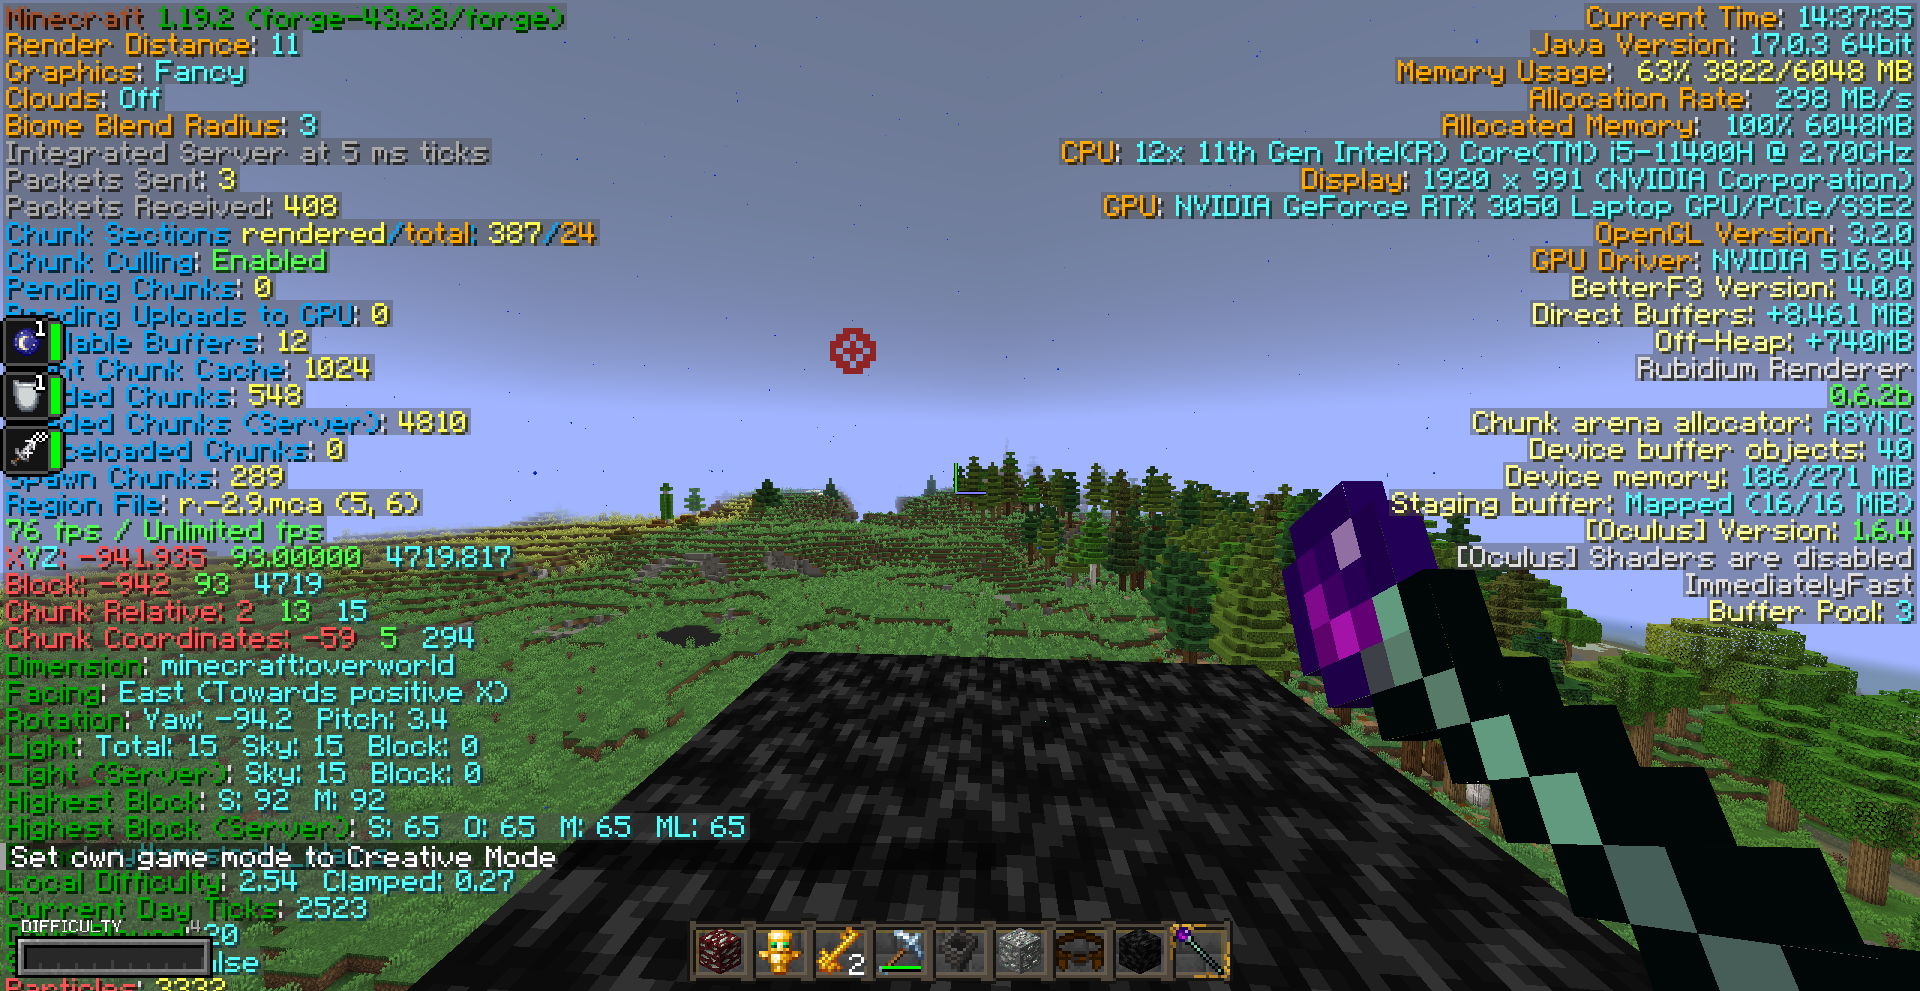 Minecraft 1.19.2 (forge-43.2.8/forge)
Render Distance: 11
Graphics: Fancy
Clouds: Off
Biome Blend Radius: 3
Integrated Server at 5 ms ticks
Packets Sent: 3
Packets Received: 408
Chunk Sections rendered/total: 387/24
Chunk Culling: Enabled
Pending Chunks: 0
Pending Uploads to GPU: 0
lable Buffers: 12
nt Chunk Cache: 1024
ded Chunks: 548
ded Chunks (Server): 4810
celoaded Chunks: 0
Spawn Chunks: 289
Region File: r.-2.9.mca (5, 6)
76 fps / Unlimited fps
XYZ: -941.935 93.00000 4719.817
Block: -942 93 4719
Chunk Relative: 2 13 15
Chunk Coordinates: -59 5 294
Dimension: minecraft:overworld
Facing: East (Towards positive X)
Rotation: Yaw: -94.2 Pitch: 3.4
Light: Total: 15 Sky: 15 Block: 0
Light (Server): Sky: 15 Block: 0
Highest Block: S: 92 M: 92
Highest Block (Server): S: 65 O: 65 M: 65 ML: 65
Set own game mode to Creative Mode
Local Difficulty: 2.54 Clamped: 0.27
Current Day Ticks: 2523
DIFFICULTY
20
lse
Particles: 3332
Current Time: 14:37:35
Java Version: 17.0.3 64bit
Memory Usage: 63% 3822/6048 MB
Allocation Rate: 298 MB/s
Allocated Memory: 100% 6048MB
CPU: 12x 11th Gen Intel(R) Core(TM) i5-11400H @ 2.70GHz
Display: 1920 x 991 (NVIDIA Corporation)
GPU: NVIDIA GeForce RTX 3050 Laptop GPU/PCIe/SSE2
OpenGL Version: 3.2.0
GPU Driver: NVIDIA 516.94
BetterF3 Version: 4.0.0
Direct Buffers: +8.461 MiB
Off-Heap: +740MB
Rubidium Renderer
0.6.2b
Chunk arena allocator: ASYNC
Device buffer objects: 40
Device memory: 186/271 MiB
Staging buffer: Mapped (16/16 MiB)
[Oculus] Version: 1.6.4
[Oculus] Shaders are disabled
ImmediatelyFast
Buffer Pool: 3
1
1
2